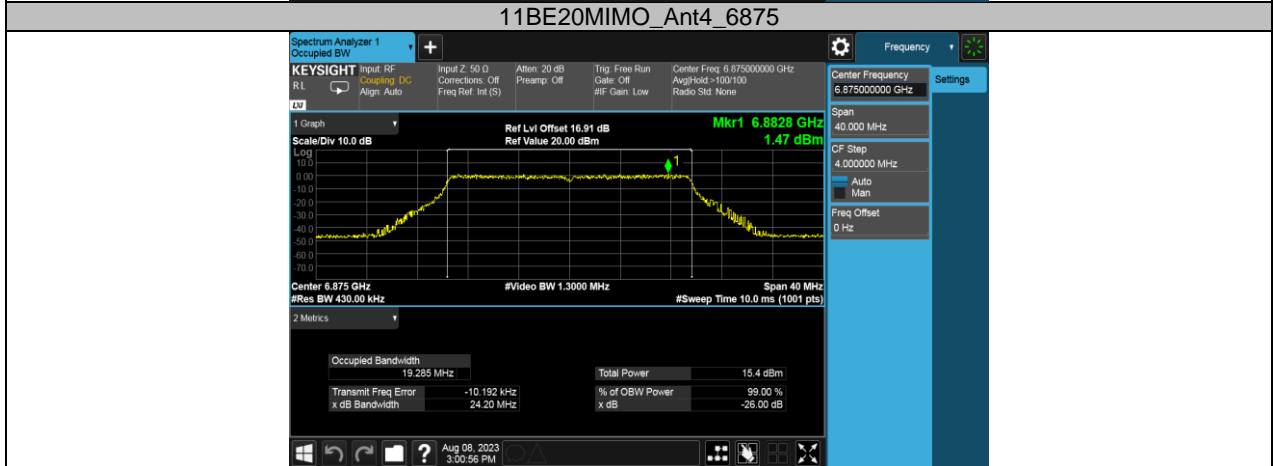 11BE20MIMO_Ant4_6875
Spectrum Analyzer 1
Occupied BW
+
Frequency
KEYSIGHT
RL
LXI
Input: RF
Coupling: DC
Align: Auto
Input Z: 50 Ω
Corrections: Off
Freq Ref: Int (S)
Atten: 20 dB
Preamp: Off
Trig: Free Run
Gate: Off
#IF Gain: Low
Center Freq: 6.875000000 GHz
Avg|Hold:>100/100
Radio Std: None
Center Frequency
6.875000000 GHz
Settings
Span
40.000 MHz
CF Step
4.000000 MHz
Auto
Man
Freq Offset
0 Hz
1 Graph
Scale/Div 10.0 dB
Ref Lvl Offset 16.91 dB
Ref Value 20.00 dBm
Mkr1 6.8828 GHz
1.47 dBm
Log
10.0
0.00
-10.0
-20.0
-30.0
-40.0
-50.0
-60.0
-70.0
1
Center 6.875 GHz
#Video BW 1.3000 MHz
Span 40 MHz
#Res BW 430.00 kHz
#Sweep Time 10.0 ms (1001 pts)
2 Metrics
Occupied Bandwidth
19.285 MHz
Total Power 15.4 dBm
Transmit Freq Error -10.192 kHz
% of OBW Power 99.00 %
x dB Bandwidth 24.20 MHz
x dB -26.00 dB
?
Aug 08, 2023
3:00:56 PM